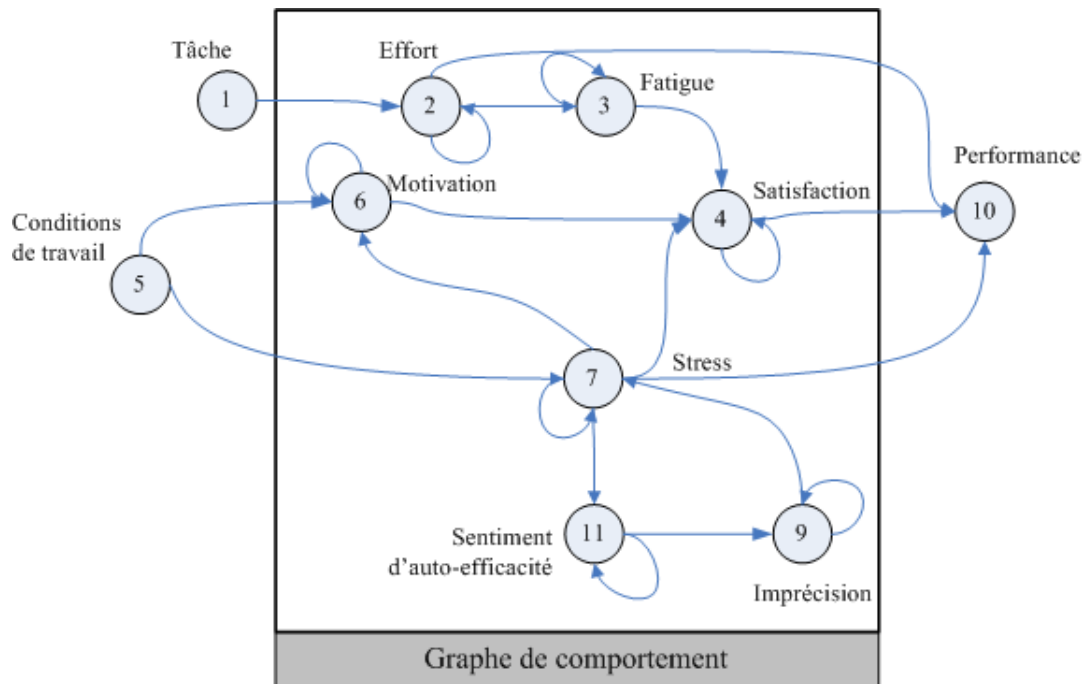 Tâche
1
Effort
2
3
Fatigue
6
Motivation
4
Satisfaction
Performance
10
Conditions
de travail
5
7
Stress
11
9
Sentiment
d'auto-efficacité
Imprécision
Graphe de comportement